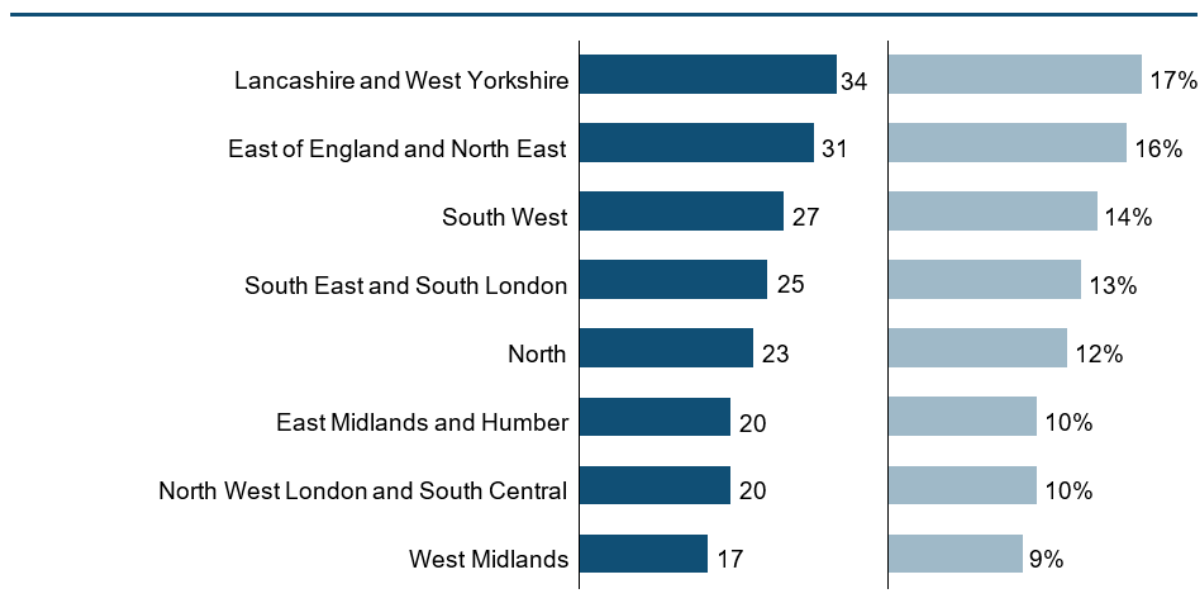 Lancashire and West Yorkshire 34 17%
East of England and North East 31 16%
South West 27 14%
South East and South London 25 13%
North 23 12%
East Midlands and Humber 20 10%
North West London and South Central 20 10%
West Midlands 17 9%